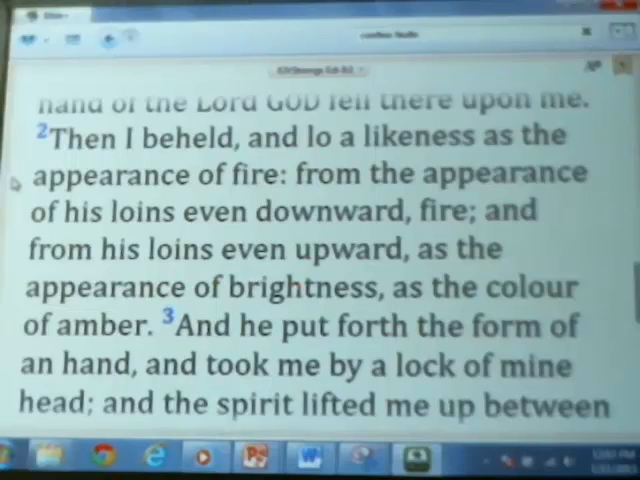 hand of the Lord GOD fell there upon me.
2Then I beheld, and lo a likeness as the
appearance of fire: from the appearance
of his loins even downward, fire; and
from his loins even upward, as the
appearance of brightness, as the colour
of amber. 3And he put forth the form of
an hand, and took me by a lock of mine
head; and the spirit lifted me up between